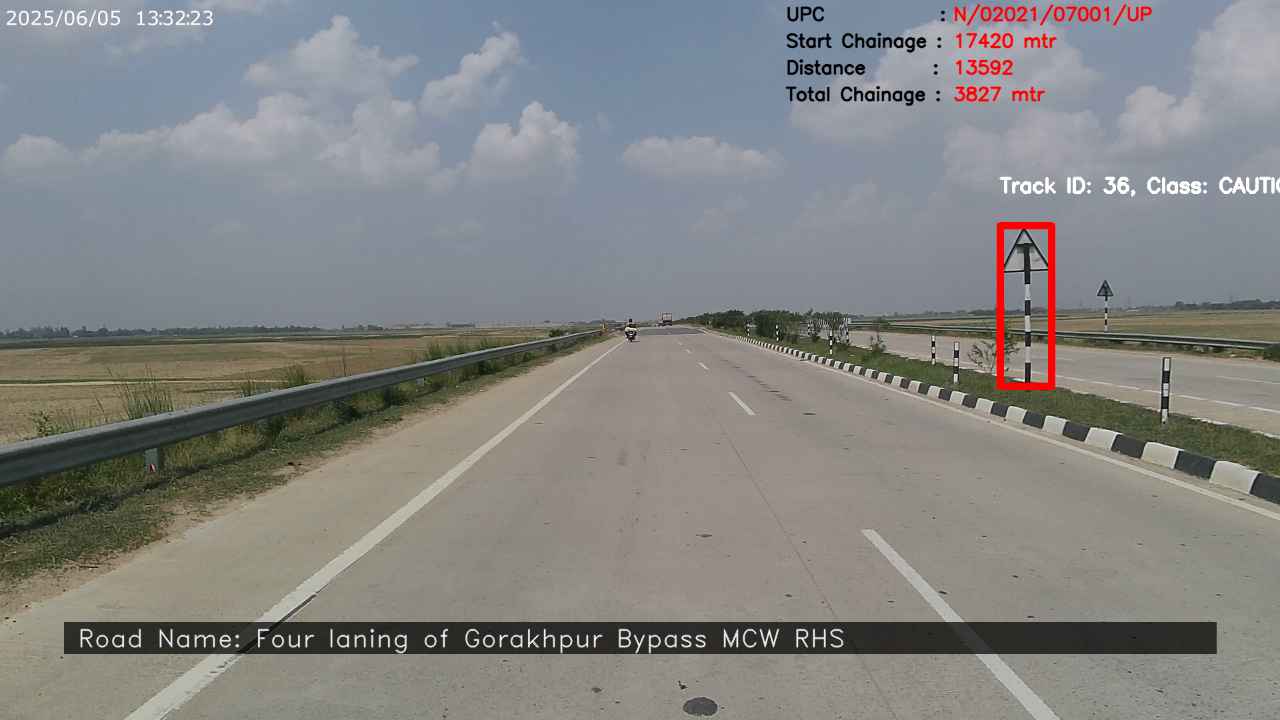 2025/06/05 13:32:23
UPC : N/02021/07001/UP
Start Chainage : 17420 mtr
Distance : 13592
Total Chainage : 3827 mtr
Track ID: 36, Class:
Road Name: Four laning of Gorakhpur Bypass MCW RHS